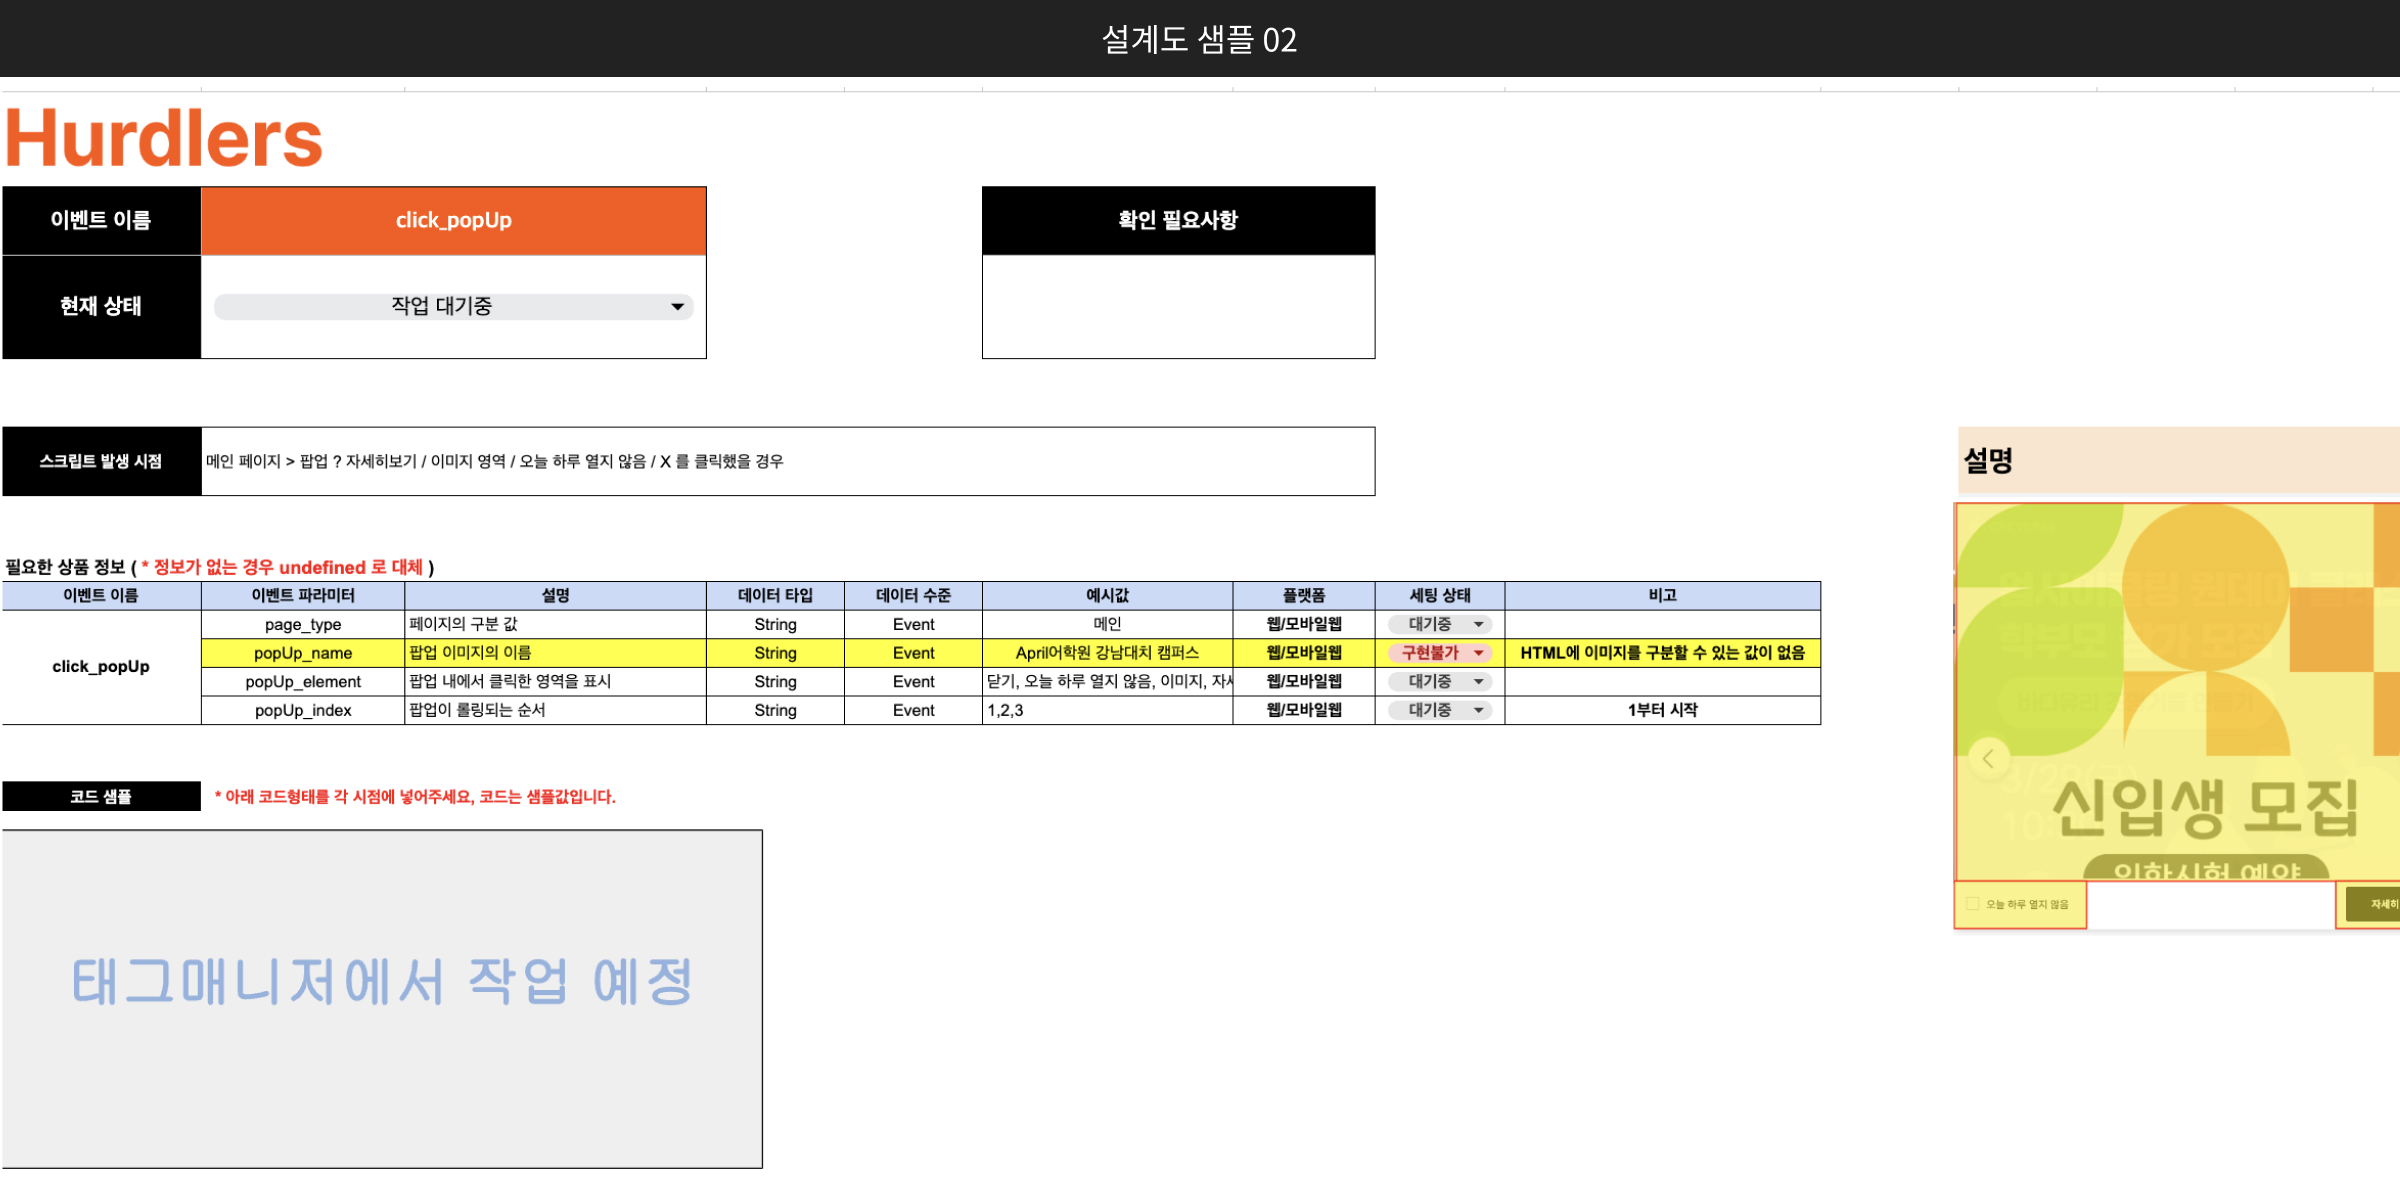 설계도 샘플 02
Hurdlers
이벤트 이름 click_popUp 확인 필요사항
현재 상태 작업 대기중
스크립트 발생 시점 메인 페이지 > 팝업 ? 자세히보기 / 이미지 영역 / 오늘 하루 열지 않음 / X 를 클릭했을 경우
설명
필요한 상품 정보 ( * 정보가 없는 경우 undefined 로 대체 )
이벤트 이름 이벤트 파라미터 설명 데이터 타입 데이터 수준 예시값 플랫폼 세팅 상태 비고
click_popUp
page_type 페이지의 구분 값 String Event 메인 웹/모바일웹 대기중
popUp_name 팝업 이미지의 이름 String Event April어학원 강남대치 캠퍼스 웹/모바일웹 구현불가 HTML에 이미지를 구분할 수 있는 값이 없음
popUp_element 팝업 내에서 클릭한 영역을 표시 String Event 닫기, 오늘 하루 열지 않음, 이미지, 자세 웹/모바일웹 대기중
popUp_index 팝업이 롤링되는 순서 String Event 1,2,3 웹/모바일웹 대기중 1부터 시작
코드 샘플 * 아래 코드형태를 각 시점에 넣어주세요, 코드는 샘플값입니다.
태그매니저에서 작업 예정
신입생 모집
입학시험 예약
오늘 하루 열지 않음 자세히